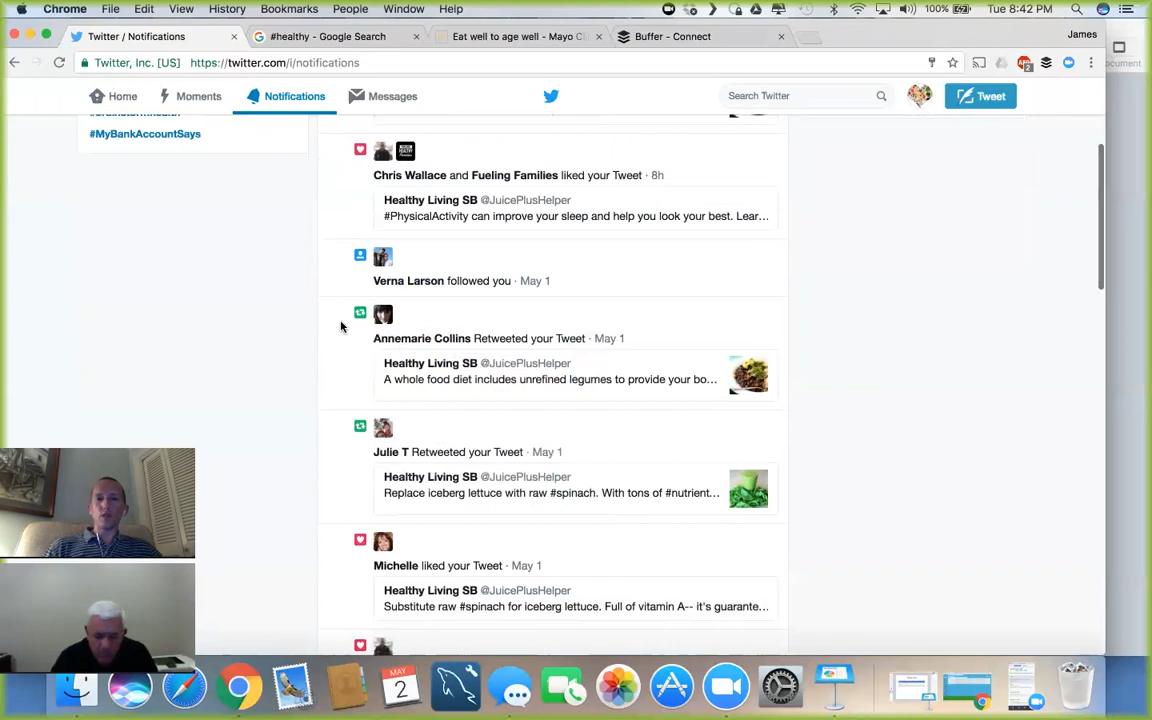 Chrome File Edit View History Bookmarks People Window Help 100% Tue 8:42 PM
Twitter / Notifications × #healthy - Google Search × Eat well to age well - Mayo Cli × Buffer - Connect × James
Twitter, Inc. [US] https://twitter.com/i/notifications 2
Home Moments Notifications Messages Search Twitter Tweet
#MyBankAccountSays
Chris Wallace and Fueling Families liked your Tweet · 8h
Healthy Living SB @JuicePlusHelper
#PhysicalActivity can improve your sleep and help you look your best. Lear...
Verna Larson followed you · May 1
Annemarie Collins Retweeted your Tweet · May 1
Healthy Living SB @JuicePlusHelper
A whole food diet includes unrefined legumes to provide your bo...
Julie T Retweeted your Tweet · May 1
Healthy Living SB @JuicePlusHelper
Replace iceberg lettuce with raw #spinach. With tons of #nutrient...
Michelle liked your Tweet · May 1
Healthy Living SB @JuicePlusHelper
Substitute raw #spinach for iceberg lettuce. Full of vitamin A-- it's guarante...
MAY
2